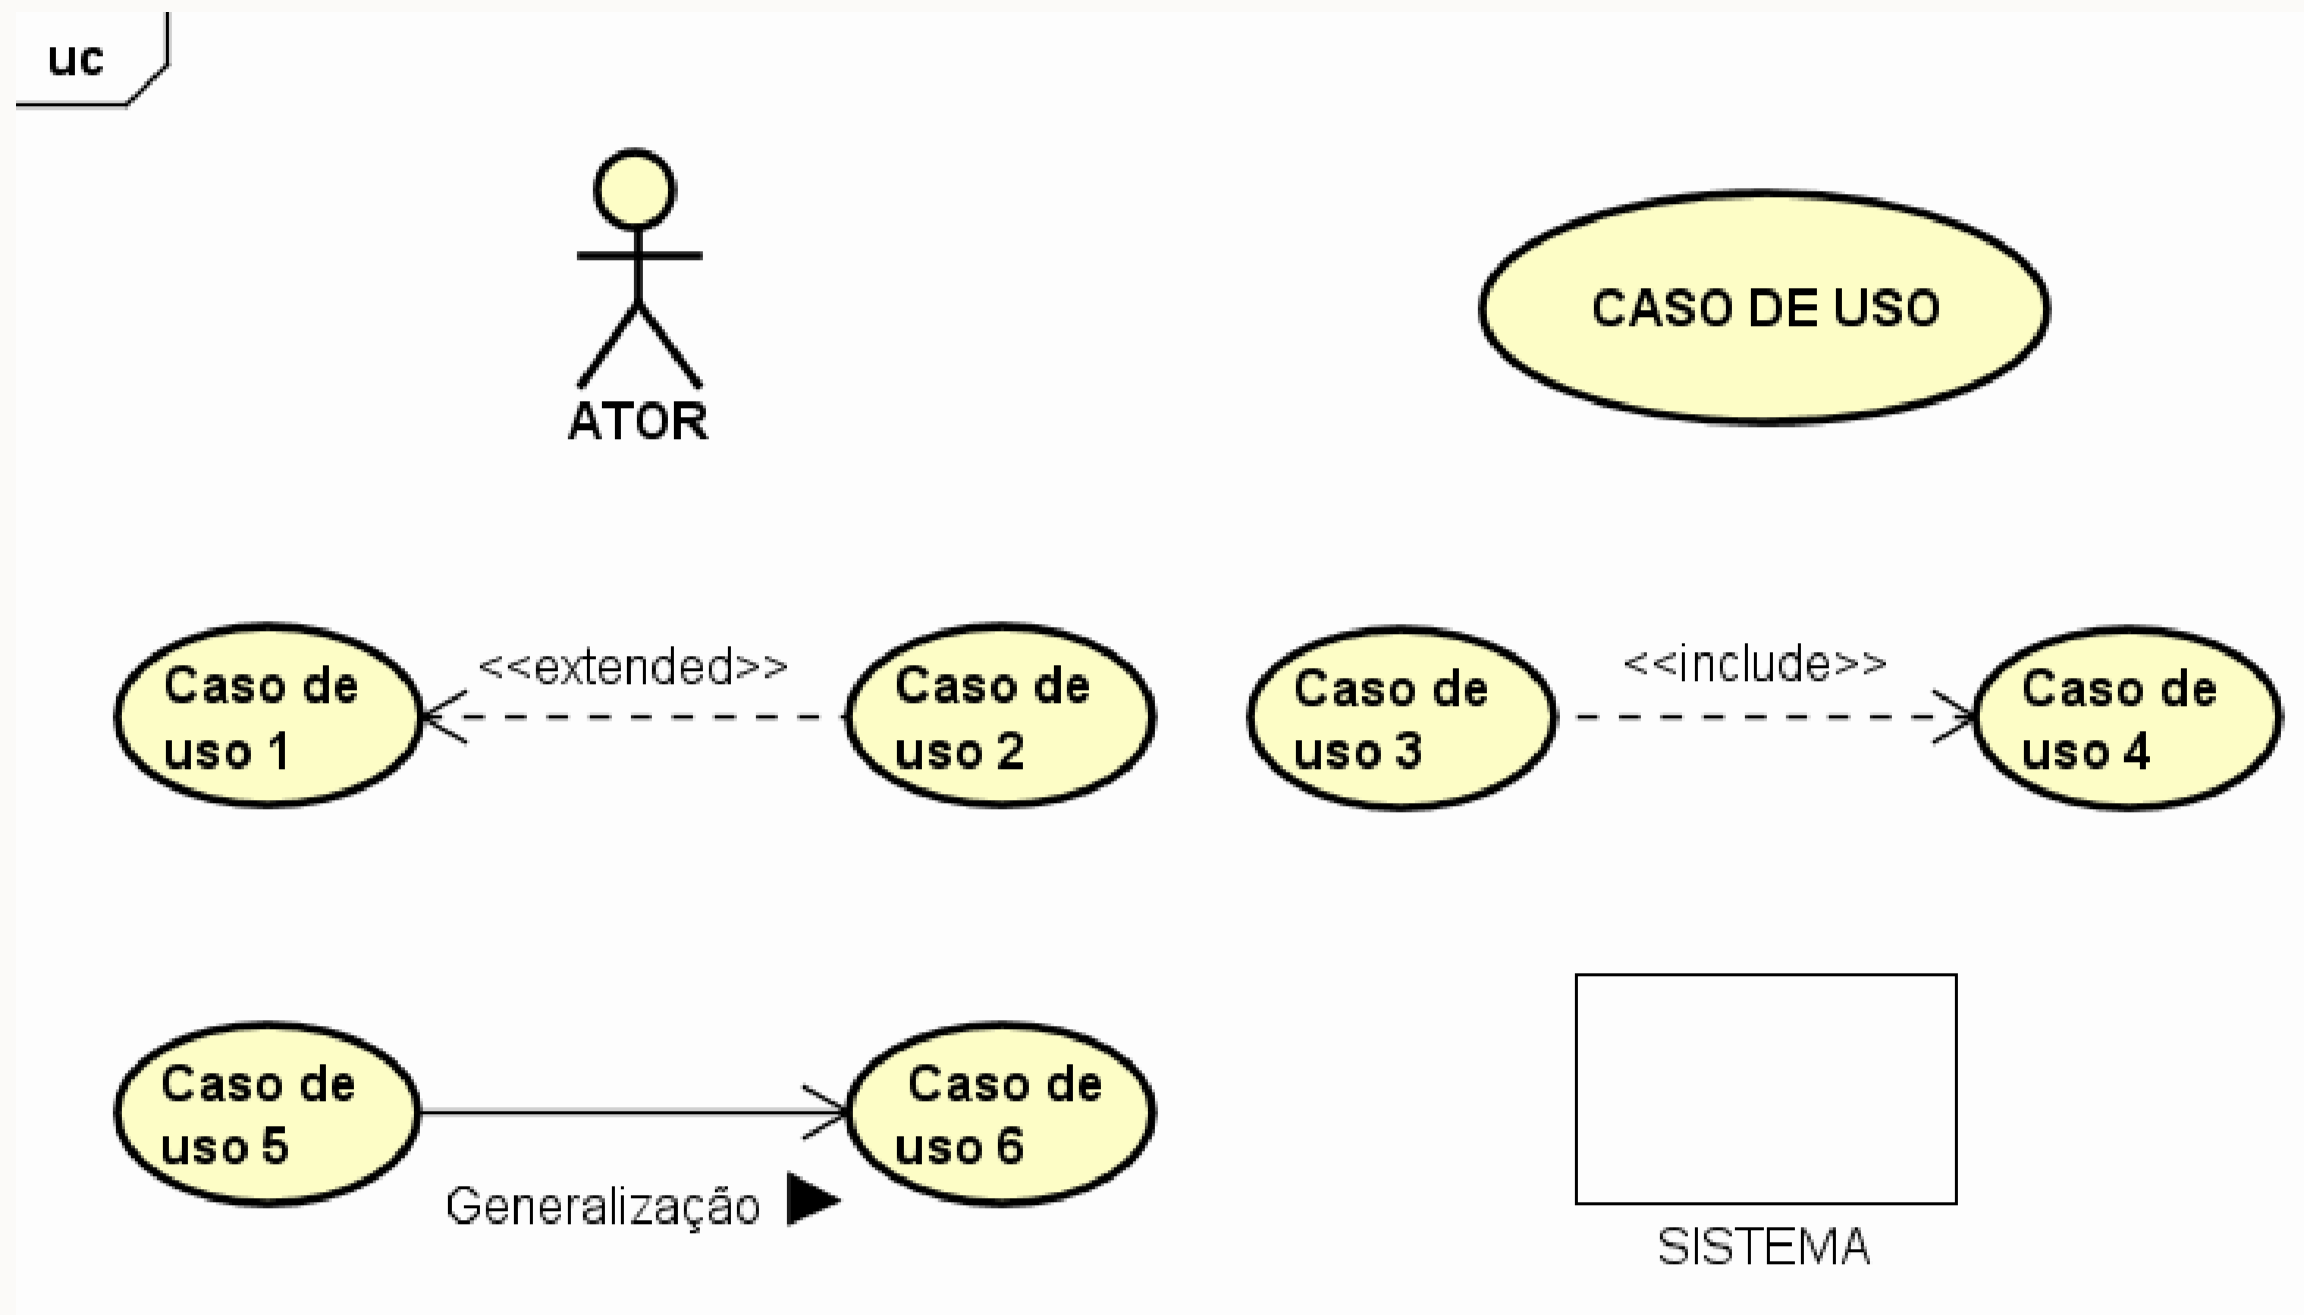 uc
ATOR
CASO DE USO
<<extended>>
Caso de
uso 1
Caso de
uso 2
<<include>>
Caso de
uso 3
Caso de
uso 4
Caso de
uso 5
Caso de
uso 6
Generalização
SISTEMA